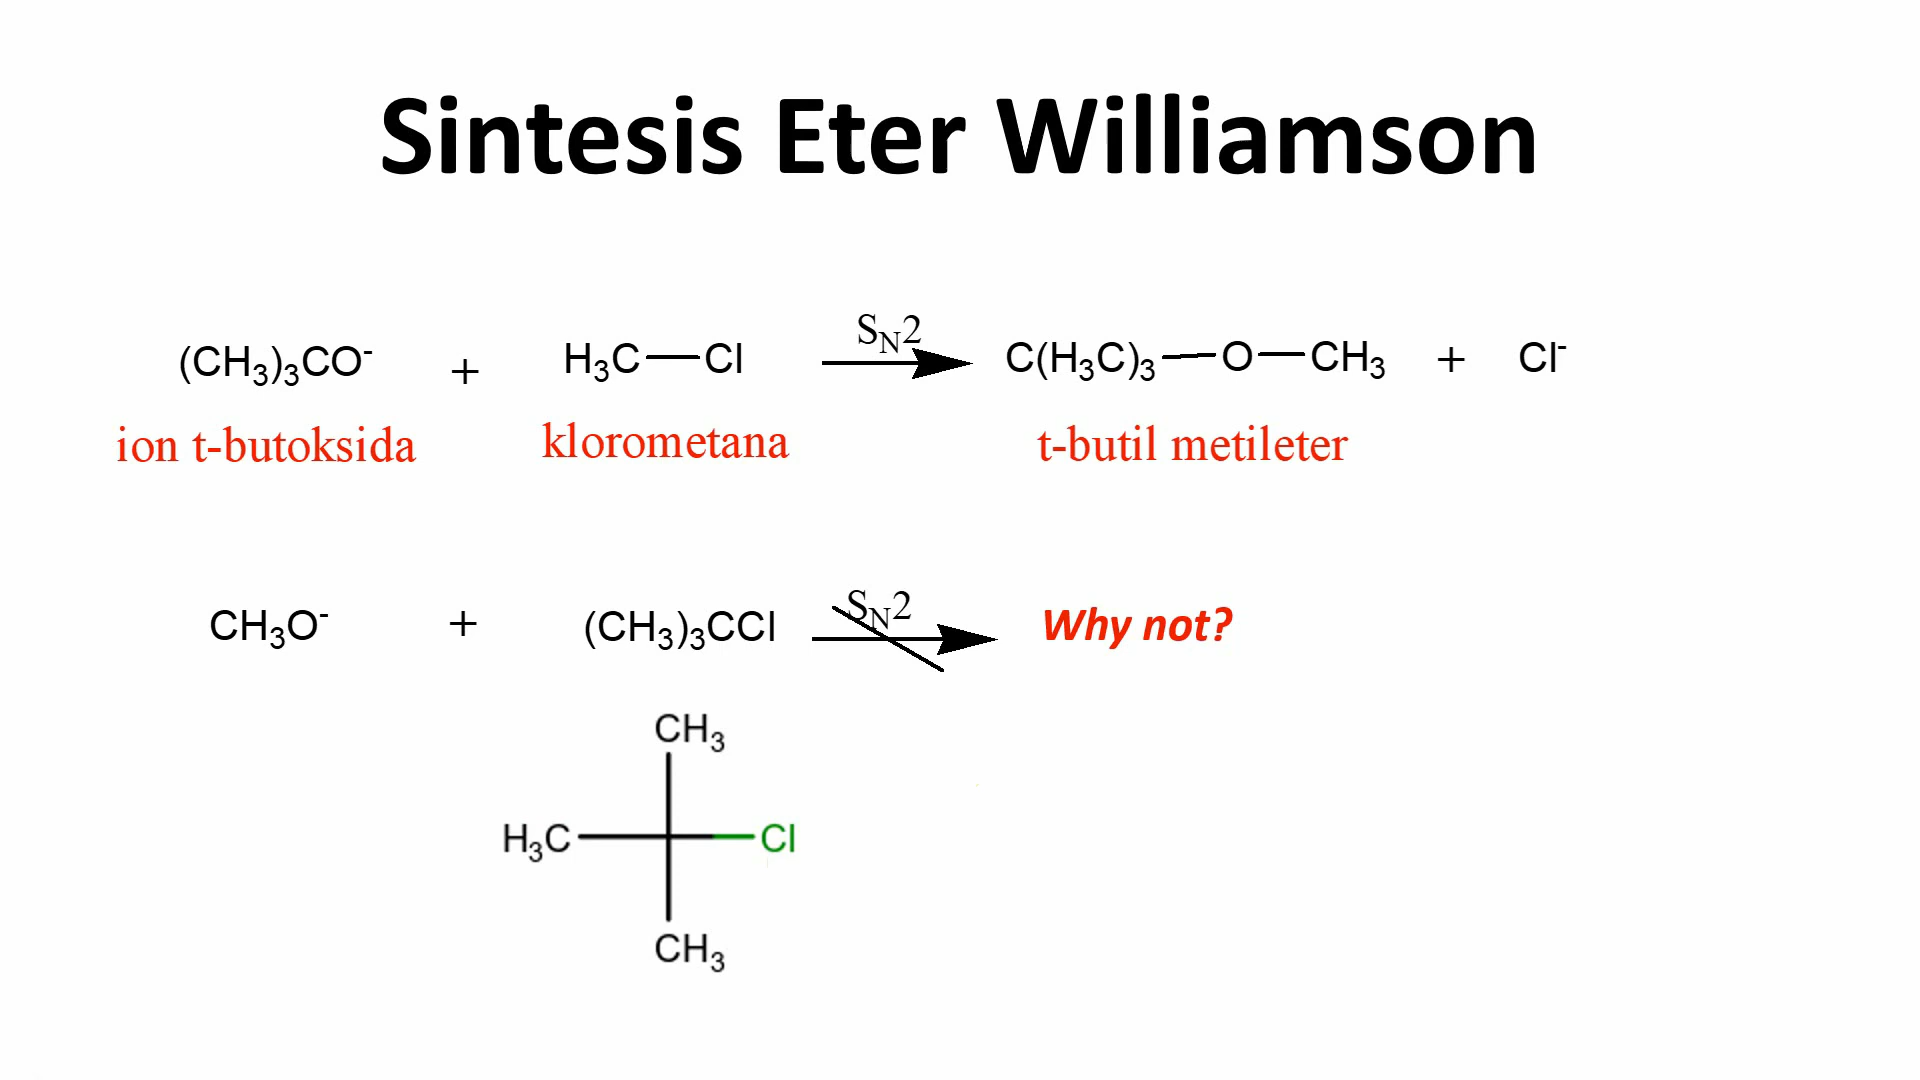 Sintesis Eter Williamson
(CH₃)₃CO⁻ + H₃C—Cl S_N2 C(H₃C)₃—O—CH₃ + Cl⁻
ion t-butoksida klorometana t-butil metileter
CH₃O⁻ + (CH₃)₃CCl S_N2 Why not?
CH₃
H₃C Cl
CH₃